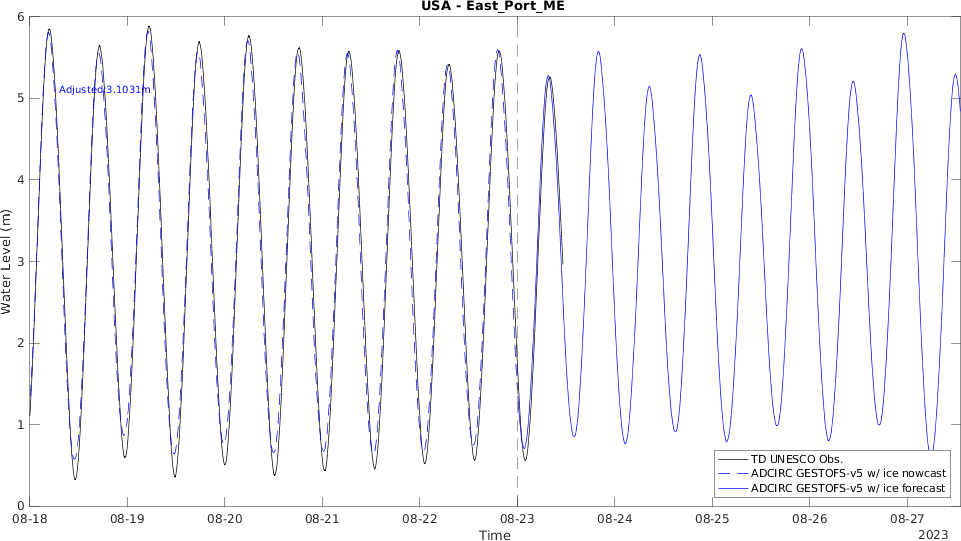 USA - East_Port_ME
6
5
4
3
2
1
0
Water Level (m)
Adjusted 3.1031m
TD UNESCO Obs.
ADCIRC GESTOFS-v5 w/ ice nowcast
ADCIRC GESTOFS-v5 w/ ice forecast
08-18 08-19 08-20 08-21 08-22 08-23 08-24 08-25 08-26 08-27
Time
2023